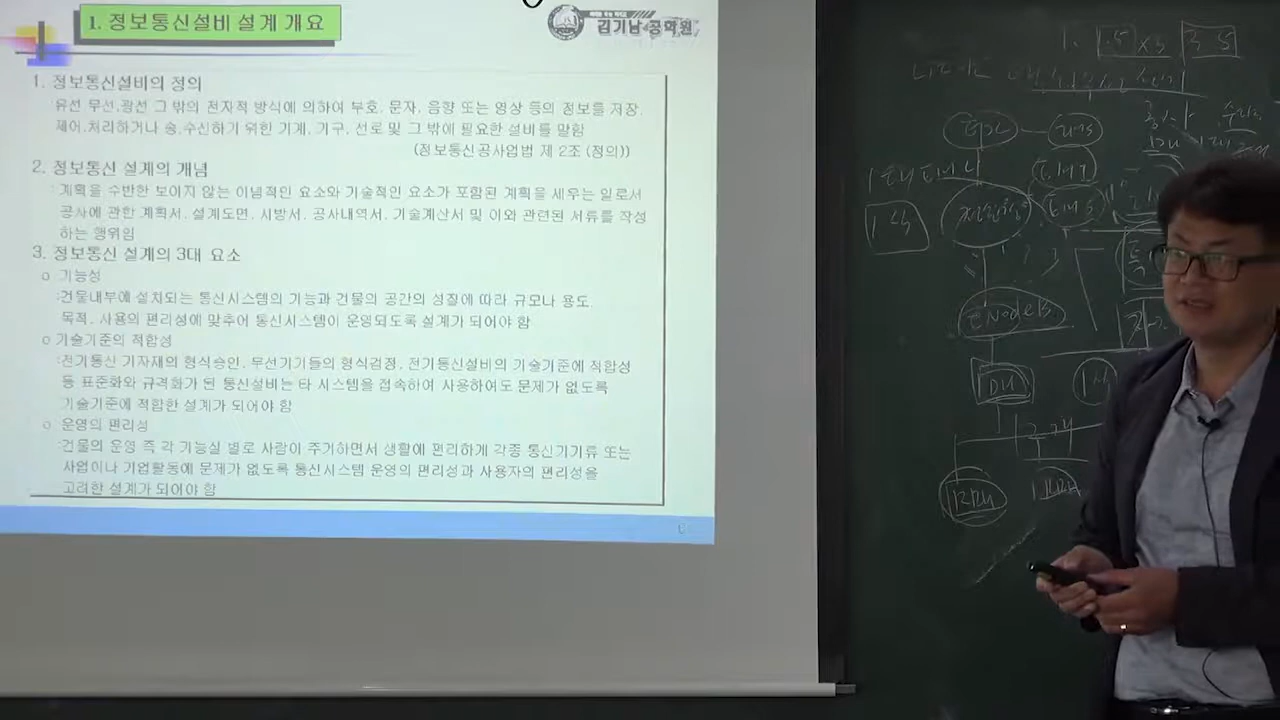 1. 정보통신설비 설계 개요
김기남 공학원
1. 정보통신설비의 정의
유선 무선,광선 그 밖의 전자적 방식에 의하여 부호, 문자, 음향 또는 영상 등의 정보를 저장,
제어,처리하거나 송,수신하기 위한 기계, 기구, 선로 및 그 밖에 필요한 설비를 말함
(정보통신공사업법 제 2조 (정의))
2. 정보통신 설계의 개념
: 계획을 수반한 보이지 않는 이념적인 요소와 기술적인 요소가 포함된 계획을 세우는 일로서
공사에 관한 계획서, 설계도면, 시방서, 공사내역서, 기술계산서 및 이와 관련된 서류를 작성
하는 행위임
3. 정보통신 설계의 3대 요소
o 기능성
:건물내부에 설치되는 통신시스템의 기능과 건물의 공간의 성질에 따라 규모나 용도,
목적, 사용의 편리성에 맞추어 통신시스템이 운영되도록 설계가 되어야 함
o 기술기준의 적합성
:전기통신 기자재의 형식승인, 무선기기들의 형식검정, 전기통신설비의 기술기준에 적합성
등 표준화와 규격화가 된 통신설비는 타 시스템을 접속하여 사용하여도 문제가 없도록
기술기준에 적합한 설계가 되어야 함
o 운영의 편리성
:건물의 운영 즉 각 기능실 별로 사람이 주거하면서 생활에 편리하게 각종 통신기기류 또는
사업이나 기업활동에 문제가 없도록 통신시스템 운영의 편리성과 사용자의 편리성을
고려한 설계가 되어야 함
6
1. 1.5 x 3 3 5
EPC
EMS
1식
eNodeB
DU
RRH
RRH